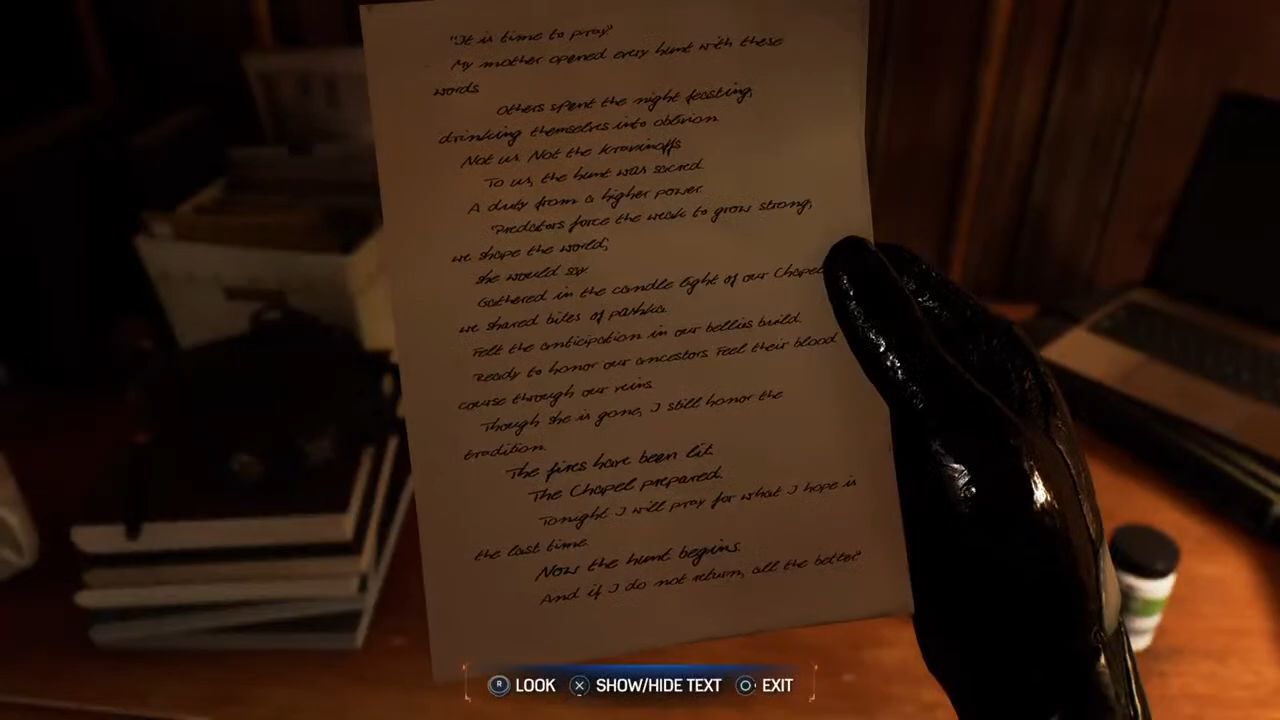 "It is time to pray"
My mother opened every hunt with these
words.
Others spent the night feasting,
drinking themselves into oblivion.
Not us. Not the Kravinoffs.
To us, the hunt was sacred.
A duty from a higher power.
'Predators force the weak to grow strong,
we shape the world,'
she would say.
Gathered in the candle light of our Chapel
we shared bites of pashka.
Felt the anticipation in our bellies build.
Ready to honor our ancestors. Feel their blood
course through our veins.
Though she is gone, I still honor the
tradition.
The fires have been lit.
The Chapel prepared.
Tonight I will pray for what I hope is
the last time.
Now the hunt begins.
And if I do not return, all the better.
R LOOK X SHOW/HIDE TEXT O EXIT